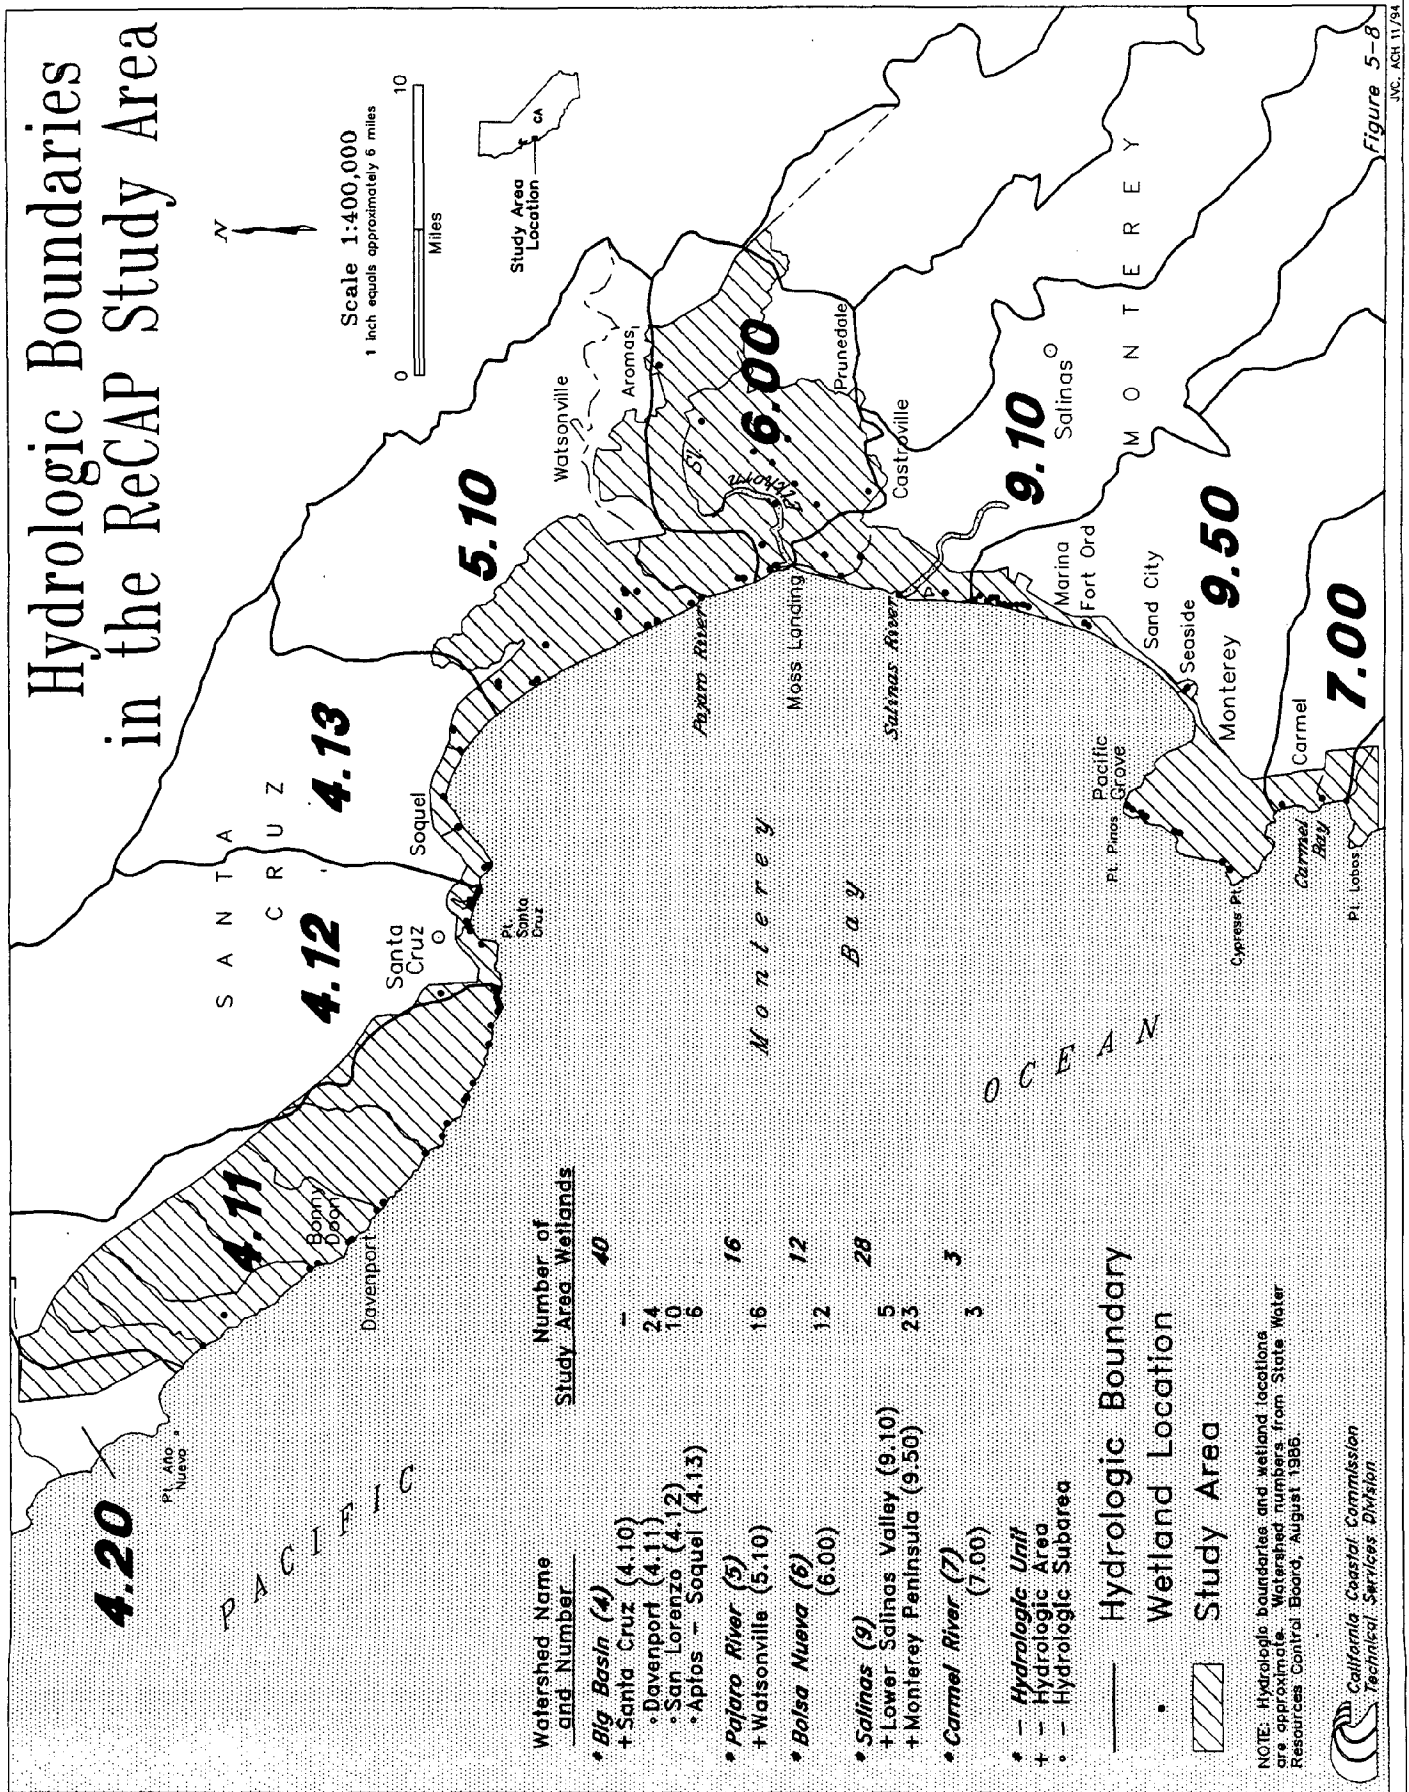 Hydrologic Boundaries
in the ReCAP Study Area
N
Scale 1:400,000
1 inch equals approximately 6 miles
0
10
Miles
Study Area
Location
CA
SANTA
CRUZ
4.20
4.11
4.12
4.13
5.10
6.00
9.10
9.50
7.00
Pt. Año
Nuevo
Bonny
Doon
Davenport
Santa
Cruz
Pt.
Santa
Cruz
Soquel
Watsonville
Aromas
Pajaro River
Elkhorn
Sl.
Moss Landing
Prunedale
Castroville
Salinas River
Salinas
MONTEREY
Marina
Fort Ord
Sand City
Seaside
Monterey
Pacific
Grove
Pt. Pinos
Cypress Pt.
Carmel
Carmel
Bay
Pt. Lobos
Monterey
Bay
PACIFIC
OCEAN
Watershed Name
and Number
Number of
Study Area Wetlands
* Big Basin (4) 40
+ Santa Cruz (4.10) –
° Davenport (4.11) 24
° San Lorenzo (4.12) 10
° Aptos – Soquel (4.13) 6
* Pajaro River (5) 16
+ Watsonville (5.10) 16
* Bolsa Nueva (6) 12
(6.00) 12
* Salinas (9) 28
+ Lower Salinas Valley (9.10) 5
+ Monterey Peninsula (9.50) 23
* Carmel River (7) 3
(7.00) 3
* – Hydrologic Unit
+ – Hydrologic Area
° – Hydrologic Subarea
Hydrologic Boundary
Wetland Location
Study Area
NOTE: Hydrologic boundaries and wetland locations
are approximate. Watershed numbers from State Water
Resources Control Board, August 1986.
California Coastal Commission
Technical Services Division
Figure 5-8
JVC, ACH 11/94